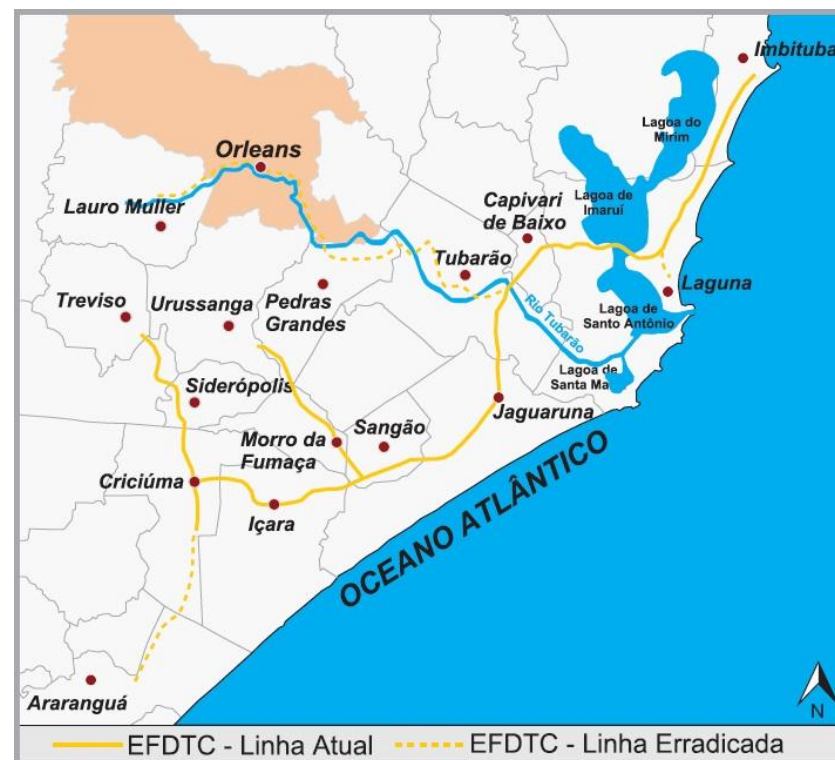 Imbituba
Lagoa do
Mirim
Orleans
Capivari
de Baixo
Lagoa de
Imaruí
Lauro Muller
Tubarão
Laguna
Treviso
Urussanga
Pedras
Grandes
Rio Tubarão
Lagoa de
Santo Antônio
Lagoa de
Santa Ma
Siderópolis
Jaguaruna
Morro da
Fumaça
Sangão
Criciúma
Içara
OCEANO ATLÂNTICO
Araranguá
N
EFDTC - Linha Atual
EFDTC - Linha Erradicada